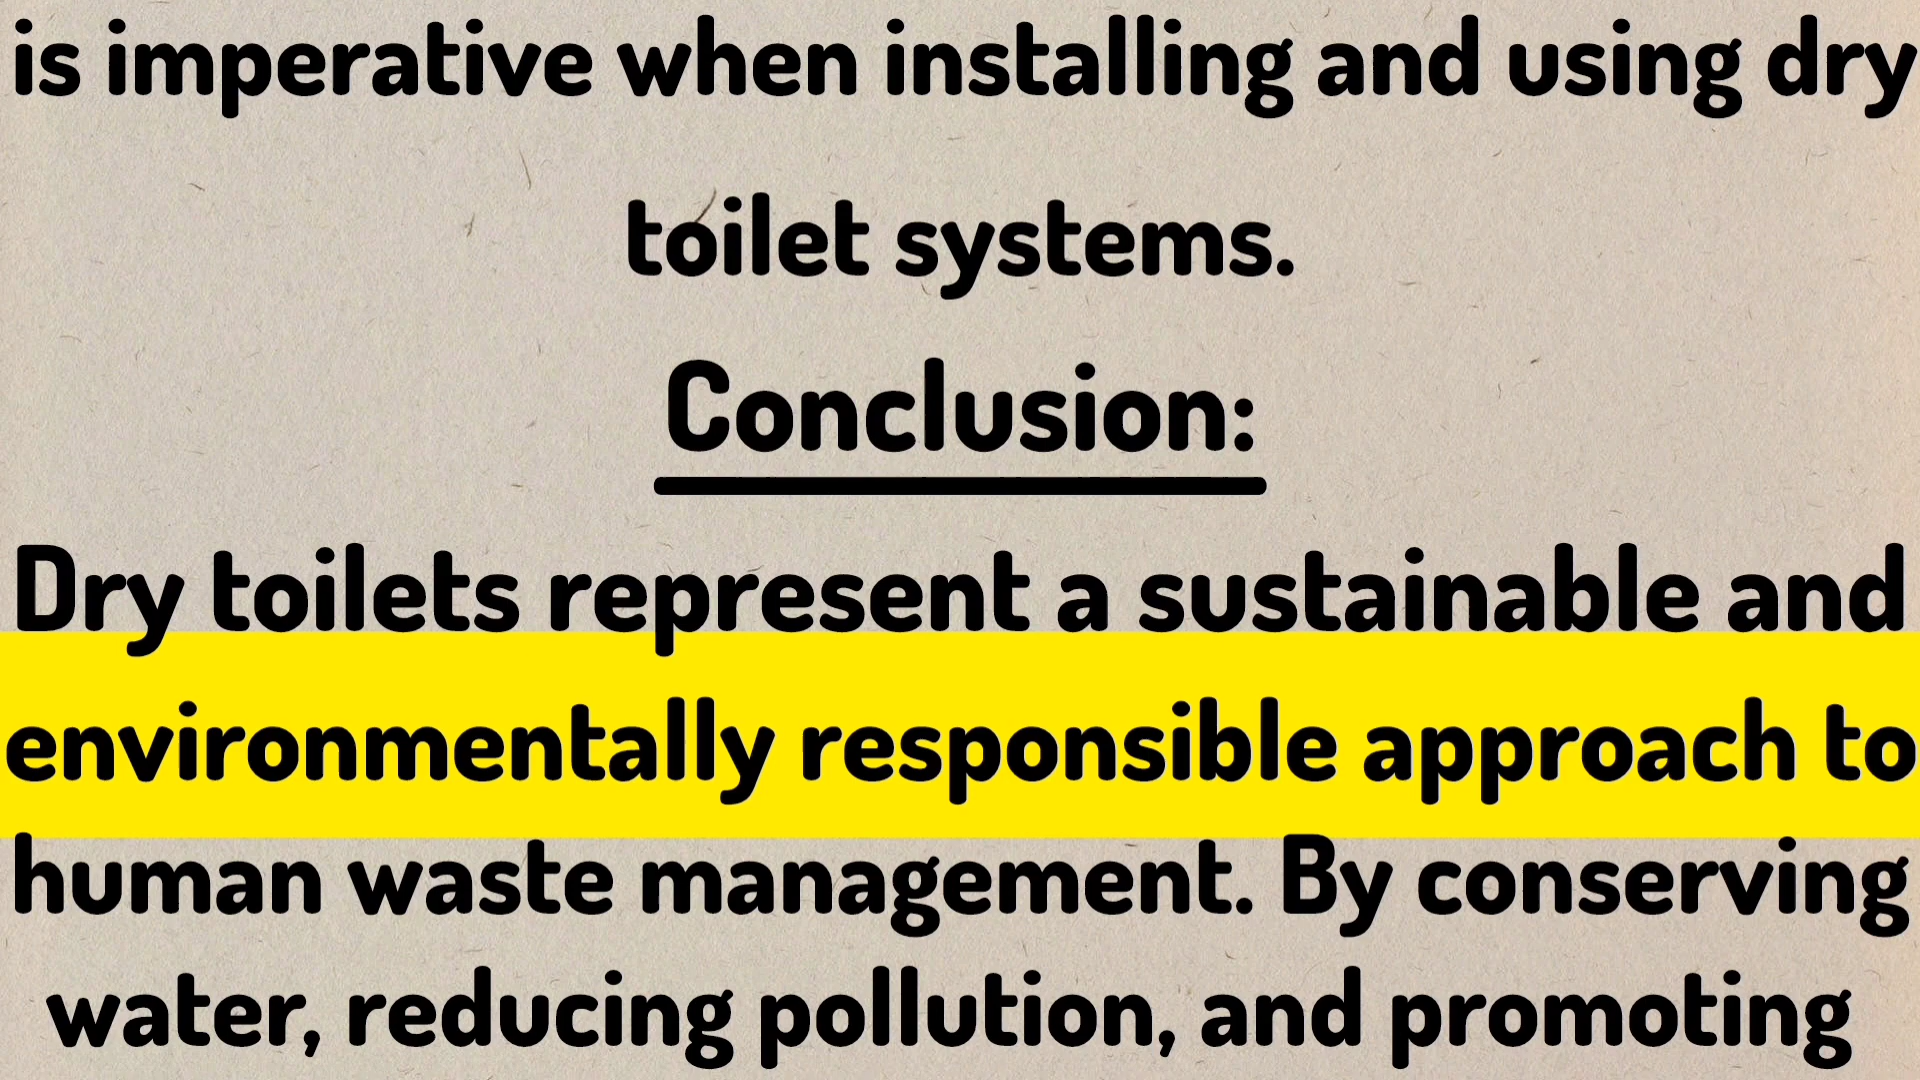 is imperative when installing and using dry
toilet systems.
Conclusion:
Dry toilets represent a sustainable and
environmentally responsible approach to
human waste management. By conserving
water, reducing pollution, and promoting